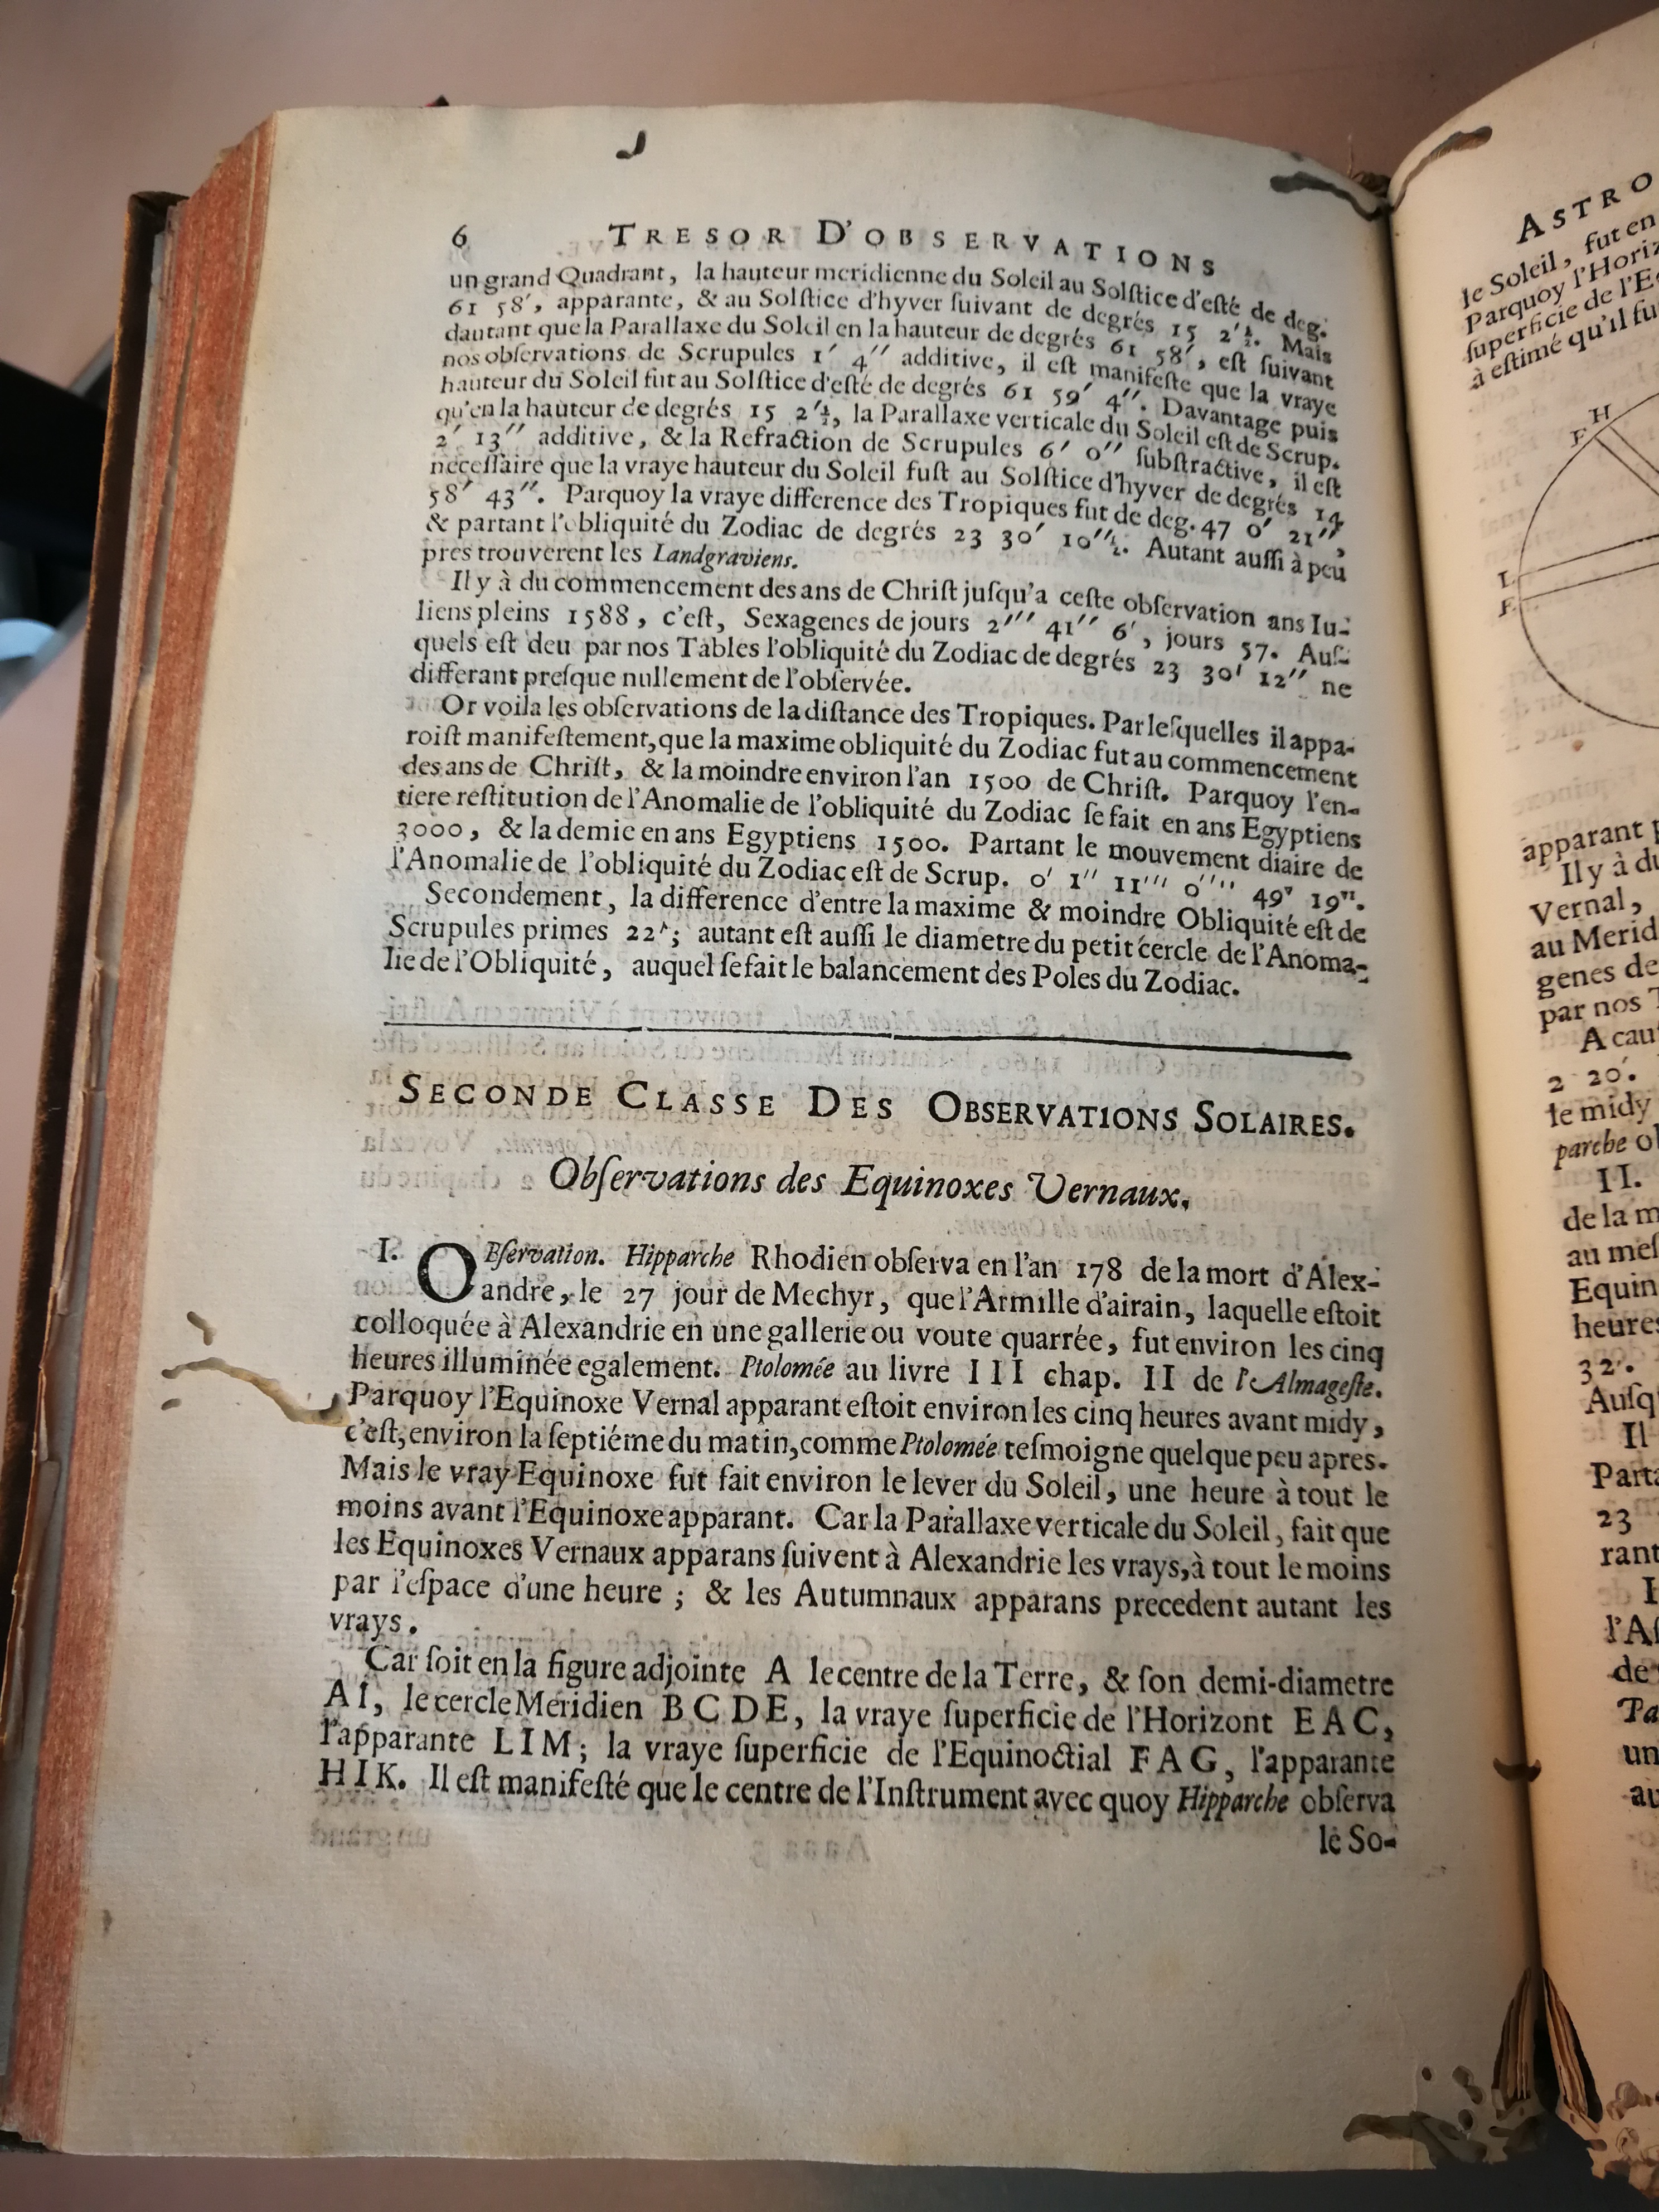 6 TRESOR D'OBSERVATIONS
un grand Quadrant, la hauteur meridienne du Soleil au Solſtice d'eſté de deg.
61 58′, apparante, & au Solſtice d'hyver ſuivant de degrés 15 2′½. Mais
dautant que la Parallaxe du Soleil en la hauteur de degrés 61 58′, eſt ſuivant
nos obſervations de Scrupules 1′ 4″ additive, il eſt manifeſte que la vraye
hauteur du Soleil fut au Solſtice d'eſté de degrés 61 59′ 4″. Davantage puis
qu'en la hauteur de degrés 15 2′½, la Parallaxe verticale du Soleil eſt de Scrup.
2′ 13″ additive, & la Refraction de Scrupules 6′ 0″ ſubſtractive, il eſt
neceſſaire que la vraye hauteur du Soleil fuſt au Solſtice d'hyver de degrés 14
58′ 43″. Parquoy la vraye difference des Tropiques fut de deg. 47 0′ 21″,
& partant l'obliquité du Zodiac de degrés 23 30′ 10″½. Autant auſſi à peu
pres trouverent les Landgraviens.
Il y à du commencement des ans de Chriſt juſqu'a ceſte obſervation ans Iu-
liens pleins 1588, c'eſt, Sexagenes de jours 2‴ 41″ 6′, jours 57. Auſ-
quels eſt deu par nos Tables l'obliquité du Zodiac de degrés 23 30′ 12″ ne
differant preſque nullement de l'obſervée.
Or voila les obſervations de la diſtance des Tropiques. Par leſquelles il appa-
roiſt manifeſtement, que la maxime obliquité du Zodiac fut au commencement
des ans de Chriſt, & la moindre environ l'an 1500 de Chriſt. Parquoy l'en-
tiere reſtitution de l'Anomalie de l'obliquité du Zodiac ſe fait en ans Egyptiens
3000, & la demie en ans Egyptiens 1500. Partant le mouvement diaire de
l'Anomalie de l'obliquité du Zodiac eſt de Scrup. 0′ 1″ 11‴ 0⁗ 49ᵛ 19ᵛⁱ.
Secondement, la difference d'entre la maxime & moindre Obliquité eſt de
Scrupules primes 22′; autant eſt auſſi le diametre du petit cercle de l'Anoma-
lie de l'Obliquité, auquel ſe fait le balancement des Poles du Zodiac.
SECONDE CLASSE DES OBSERVATIONS SOLAIRES.
Obſervations des Equinoxes Vernaux.
I. OBſervation. Hipparche Rhodien obſerva en l'an 178 de la mort d'Alex-
andre, le 27 jour de Mechyr, que l'Armille d'airain, laquelle eſtoit
colloquée à Alexandrie en une gallerie ou voute quarrée, fut environ les cinq
heures illuminée egalement. Ptolomée au livre III chap. II de l'Almageſte.
Parquoy l'Equinoxe Vernal apparant eſtoit environ les cinq heures avant midy,
c'eſt, environ la ſeptiéme du matin, comme Ptolomée teſmoigne quelque peu apres.
Mais le vray Equinoxe fut fait environ le lever du Soleil, une heure à tout le
moins avant l'Equinoxe apparant. Car la Parallaxe verticale du Soleil, fait que
les Equinoxes Vernaux apparans ſuivent à Alexandrie les vrays, à tout le moins
par l'eſpace d'une heure; & les Autumnaux apparans precedent autant les
vrays.
Car ſoit en la figure adjointe A le centre de la Terre, & ſon demi-diametre
AI, le cercle Meridien BCDE, la vraye ſuperficie de l'Horizont EAC,
l'apparante LIM; la vraye ſuperficie de l'Equinoctial FAG, l'apparante
HIK. Il eſt manifeſté que le centre de l'Inſtrument avec quoy Hipparche obſerva
le So-
ASTRO
le Soleil, fut en
Parquoy l'Horiz
ſuperficie de l'E
à eſtimé qu'il fu
H
F
L
E
apparant
Il y à du
Vernal,
au Merid
genes de
par nos
A cau
2 20′.
le midy
parche o
II.
de la m
au meſ
Equin
heures
32′.
Auſq
Il
Parta
23
rant
l'Aſ
de
Pa
un
au